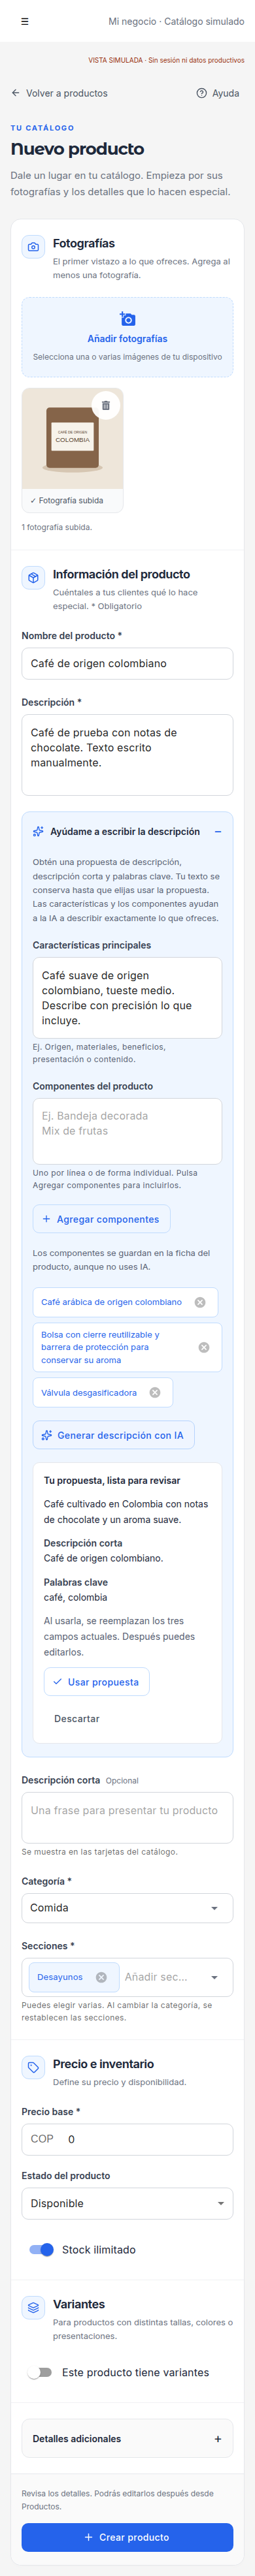 Mi negocio · Catálogo simulado
VISTA SIMULADA · Sin sesión ni datos productivos
Volver a productos
Ayuda
TU CATÁLOGO
Nuevo producto
Dale un lugar en tu catálogo. Empieza por sus
fotografías y los detalles que lo hacen especial.
Fotografías
El primer vistazo a lo que ofreces. Agrega al
menos una fotografía.
Añadir fotografías
Selecciona una o varias imágenes de tu dispositivo
CAFÉ DE ORIGEN
COLOMBIA
✓ Fotografía subida
1 fotografía subida.
Información del producto
Cuéntales a tus clientes qué lo hace
especial. * Obligatorio
Nombre del producto *
Café de origen colombiano
Descripción *
Café de prueba con notas de
chocolate. Texto escrito
manualmente.
Ayúdame a escribir la descripción
Obtén una propuesta de descripción,
descripción corta y palabras clave. Tu texto se
conserva hasta que elijas usar la propuesta.
Las características y los componentes ayudan
a la IA a describir exactamente lo que ofreces.
Características principales
Café suave de origen
colombiano, tueste medio.
Describe con precisión lo que
incluye.
Ej. Origen, materiales, beneficios,
presentación o contenido.
Componentes del producto
Ej. Bandeja decorada
Mix de frutas
Uno por línea o de forma individual. Pulsa
Agregar componentes para incluirlos.
+ Agregar componentes
Los componentes se guardan en la ficha del
producto, aunque no uses IA.
Café arábica de origen colombiano
Bolsa con cierre reutilizable y
barrera de protección para
conservar su aroma
Válvula desgasificadora
Generar descripción con IA
Tu propuesta, lista para revisar
Café cultivado en Colombia con notas
de chocolate y un aroma suave.
Descripción corta
Café de origen colombiano.
Palabras clave
café, colombia
Al usarla, se reemplazan los tres
campos actuales. Después puedes
editarlos.
Usar propuesta
Descartar
Descripción corta Opcional
Una frase para presentar tu producto
Se muestra en las tarjetas del catálogo.
Categoría *
Comida
Secciones *
Desayunos
Añadir sec...
Puedes elegir varias. Al cambiar la categoría, se
restablecen las secciones.
Precio e inventario
Define su precio y disponibilidad.
Precio base *
COP 0
Estado del producto
Disponible
Stock ilimitado
Variantes
Para productos con distintas tallas, colores o
presentaciones.
Este producto tiene variantes
Detalles adicionales +
Revisa los detalles. Podrás editarlos después desde
Productos.
+ Crear producto